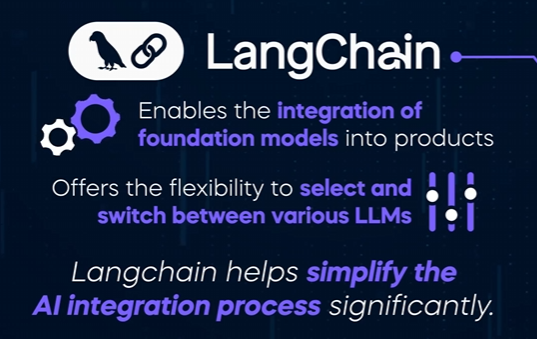 LangChain
Enables the integration of
foundation models into products
Offers the flexibility to select and
switch between various LLMs
Langchain helps simplify the
AI integration process significantly.